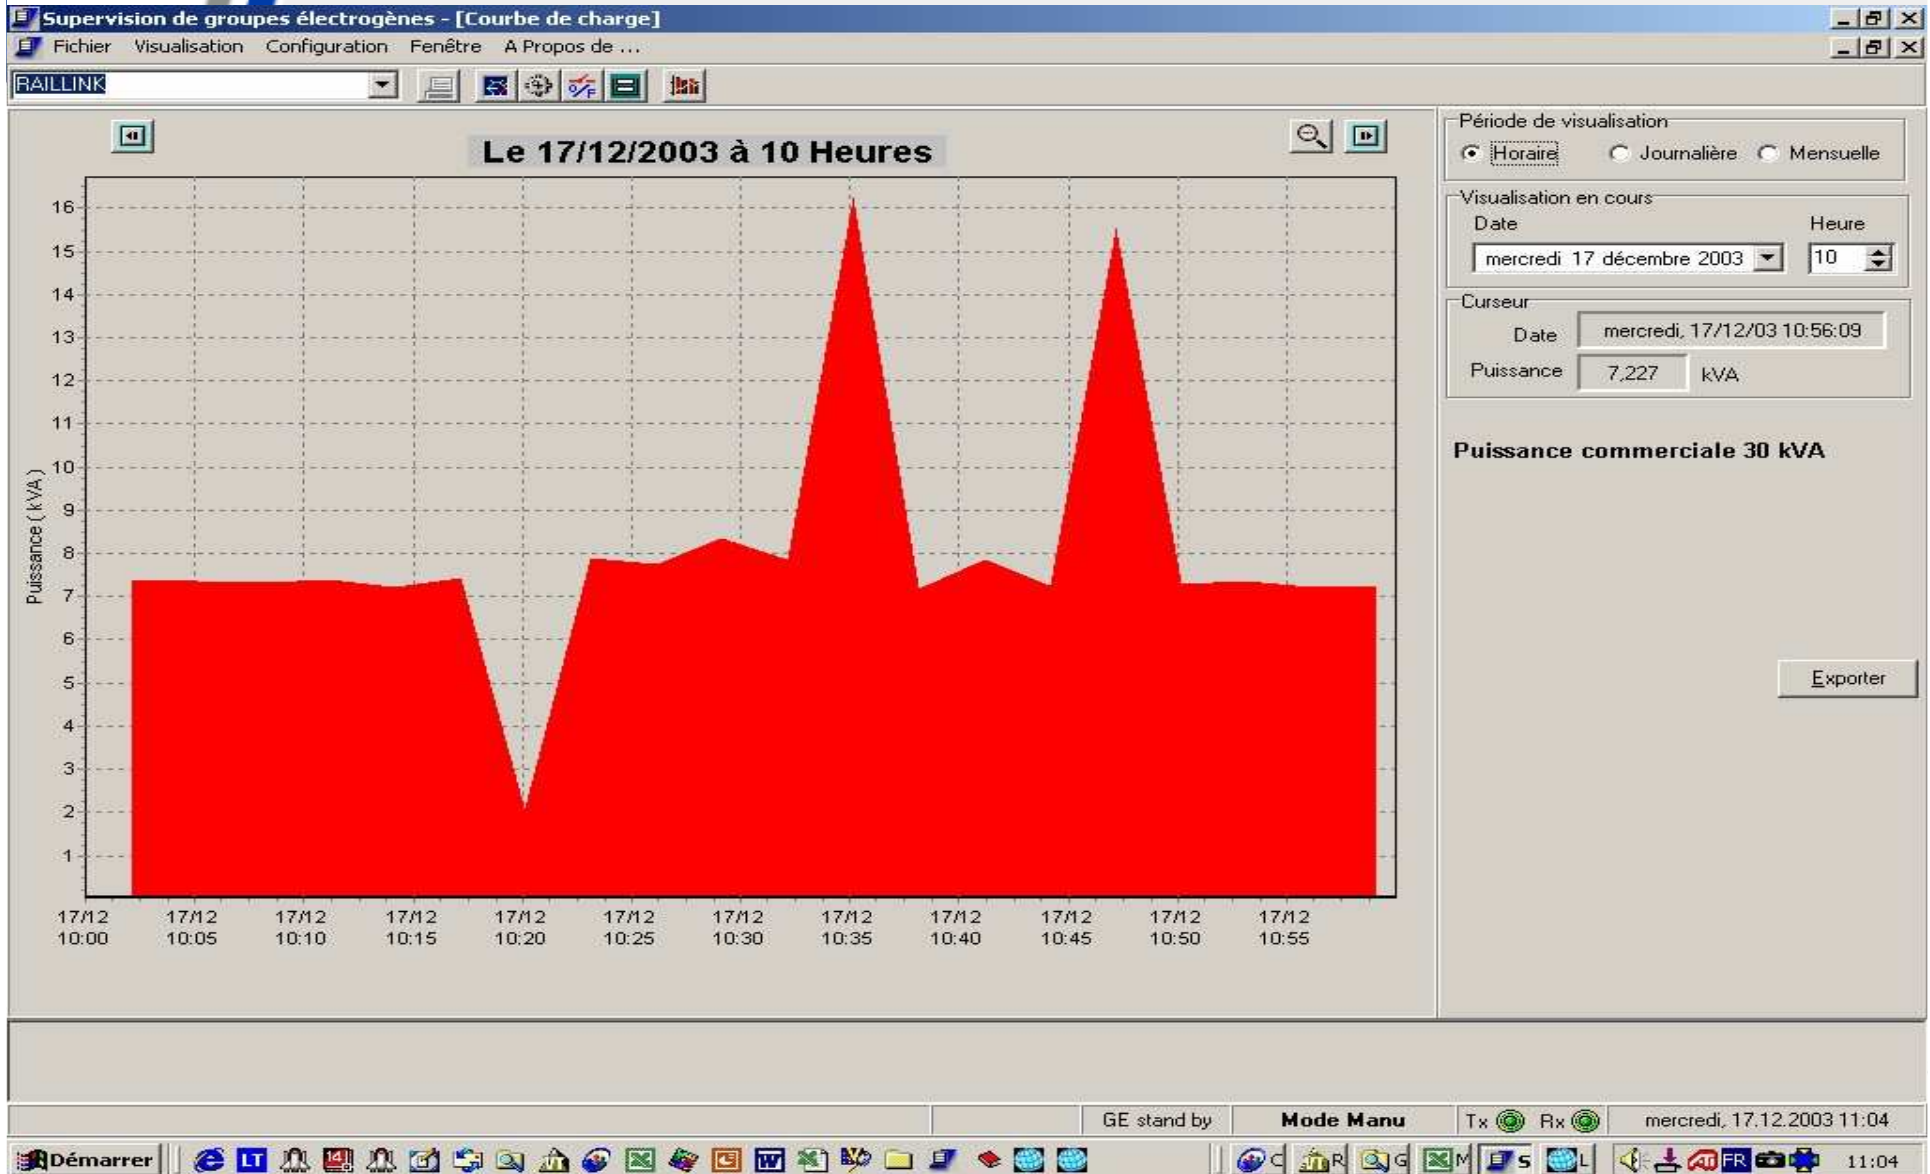 Supervision de groupes électrogènes - [Courbe de charge]
Fichier Visualisation Configuration Fenêtre A Propos de ...
RAILLINK
Le 17/12/2003 à 10 Heures
Puissance ( kVA )
16
15
14
13
12
11
10
9
8
7
6
5
4
3
2
1
17/12 17/12 17/12 17/12 17/12 17/12 17/12 17/12 17/12 17/12 17/12 17/12
10:00 10:05 10:10 10:15 10:20 10:25 10:30 10:35 10:40 10:45 10:50 10:55
Période de visualisation
Horaire Journalière Mensuelle
Visualisation en cours
Date Heure
mercredi 17 décembre 2003 10
Curseur
Date mercredi, 17/12/03 10:56:09
Puissance 7,227 kVA
Puissance commerciale 30 kVA
Exporter
GE stand by Mode Manu Tx Rx mercredi, 17.12.2003 11:04
Démarrer LT C R G M S L FR 11:04